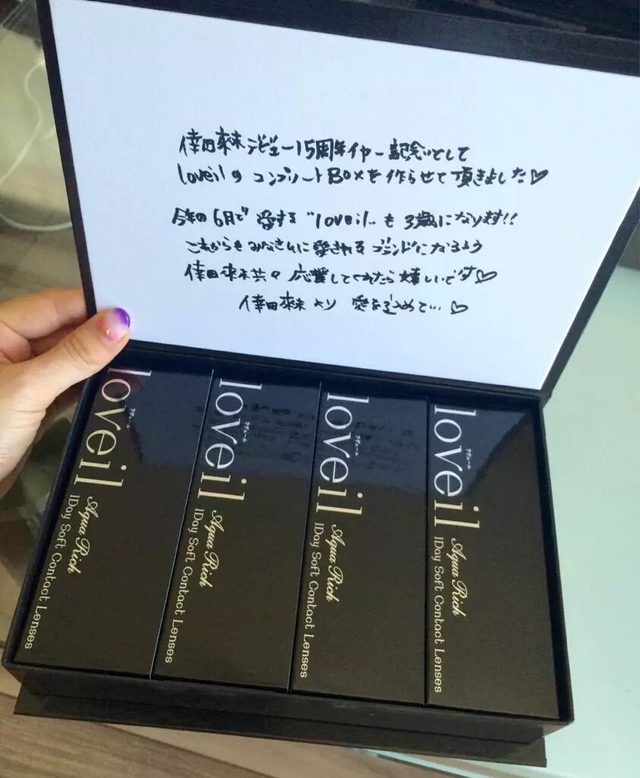 倖田來未デビュー15周年イヤー記念として
loveilのコンプリートBOXを作らせて頂きました♡
今年の6月で愛する"loveil"も3歳になります!!
これからもみなさんに愛されるブランドになるよう
倖田來未共々応援してくれたら嬉しいです♡
倖田來未より 愛を込めて...♡
loveil
ラヴェール
Aqua Rich
1Day Soft Contact Lenses
loveil
ラヴェール
Aqua Rich
1Day Soft Contact Lenses
loveil
ラヴェール
Aqua Rich
1Day Soft Contact Lenses
loveil
ラヴェール
Aqua Rich
1Day Soft Contact Lenses